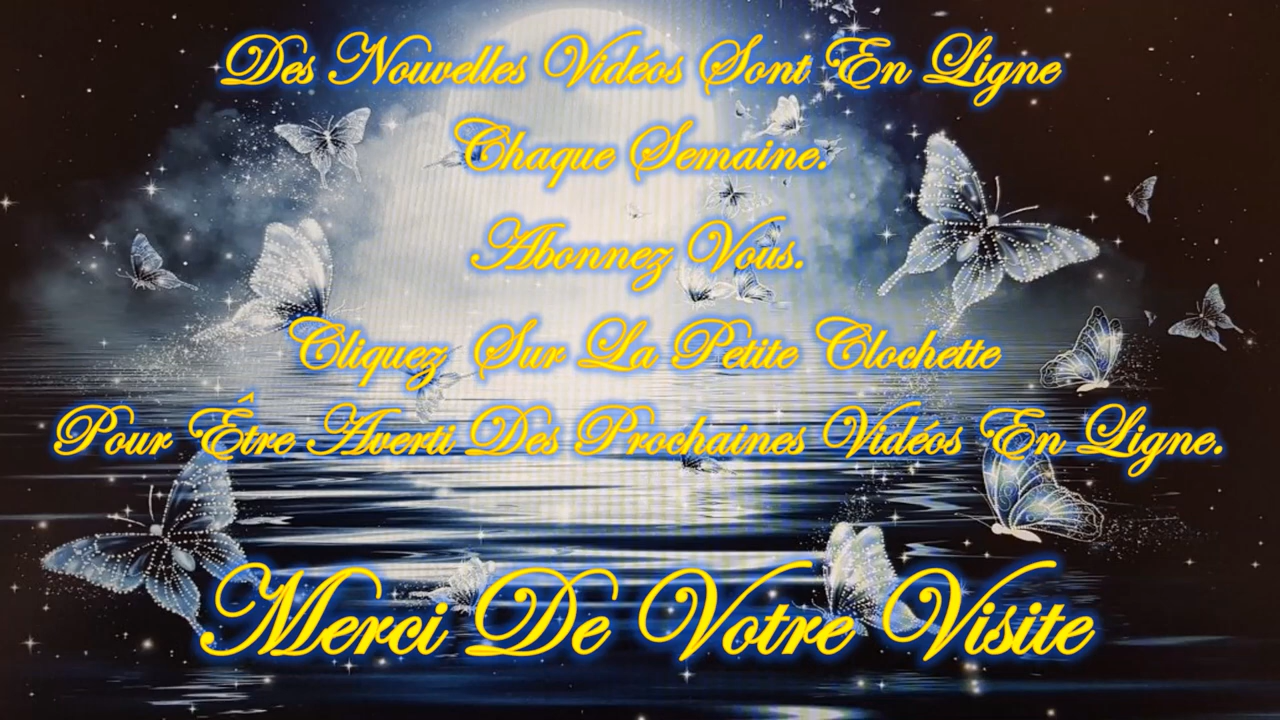 Des Nouvelles Vidéos Sont En Ligne
Chaque Semaine.
Abonnez Vous.
Cliquez Sur La Petite Clochette
Pour Être Averti Des Prochaines Vidéos En Ligne.
Merci De Votre Visite